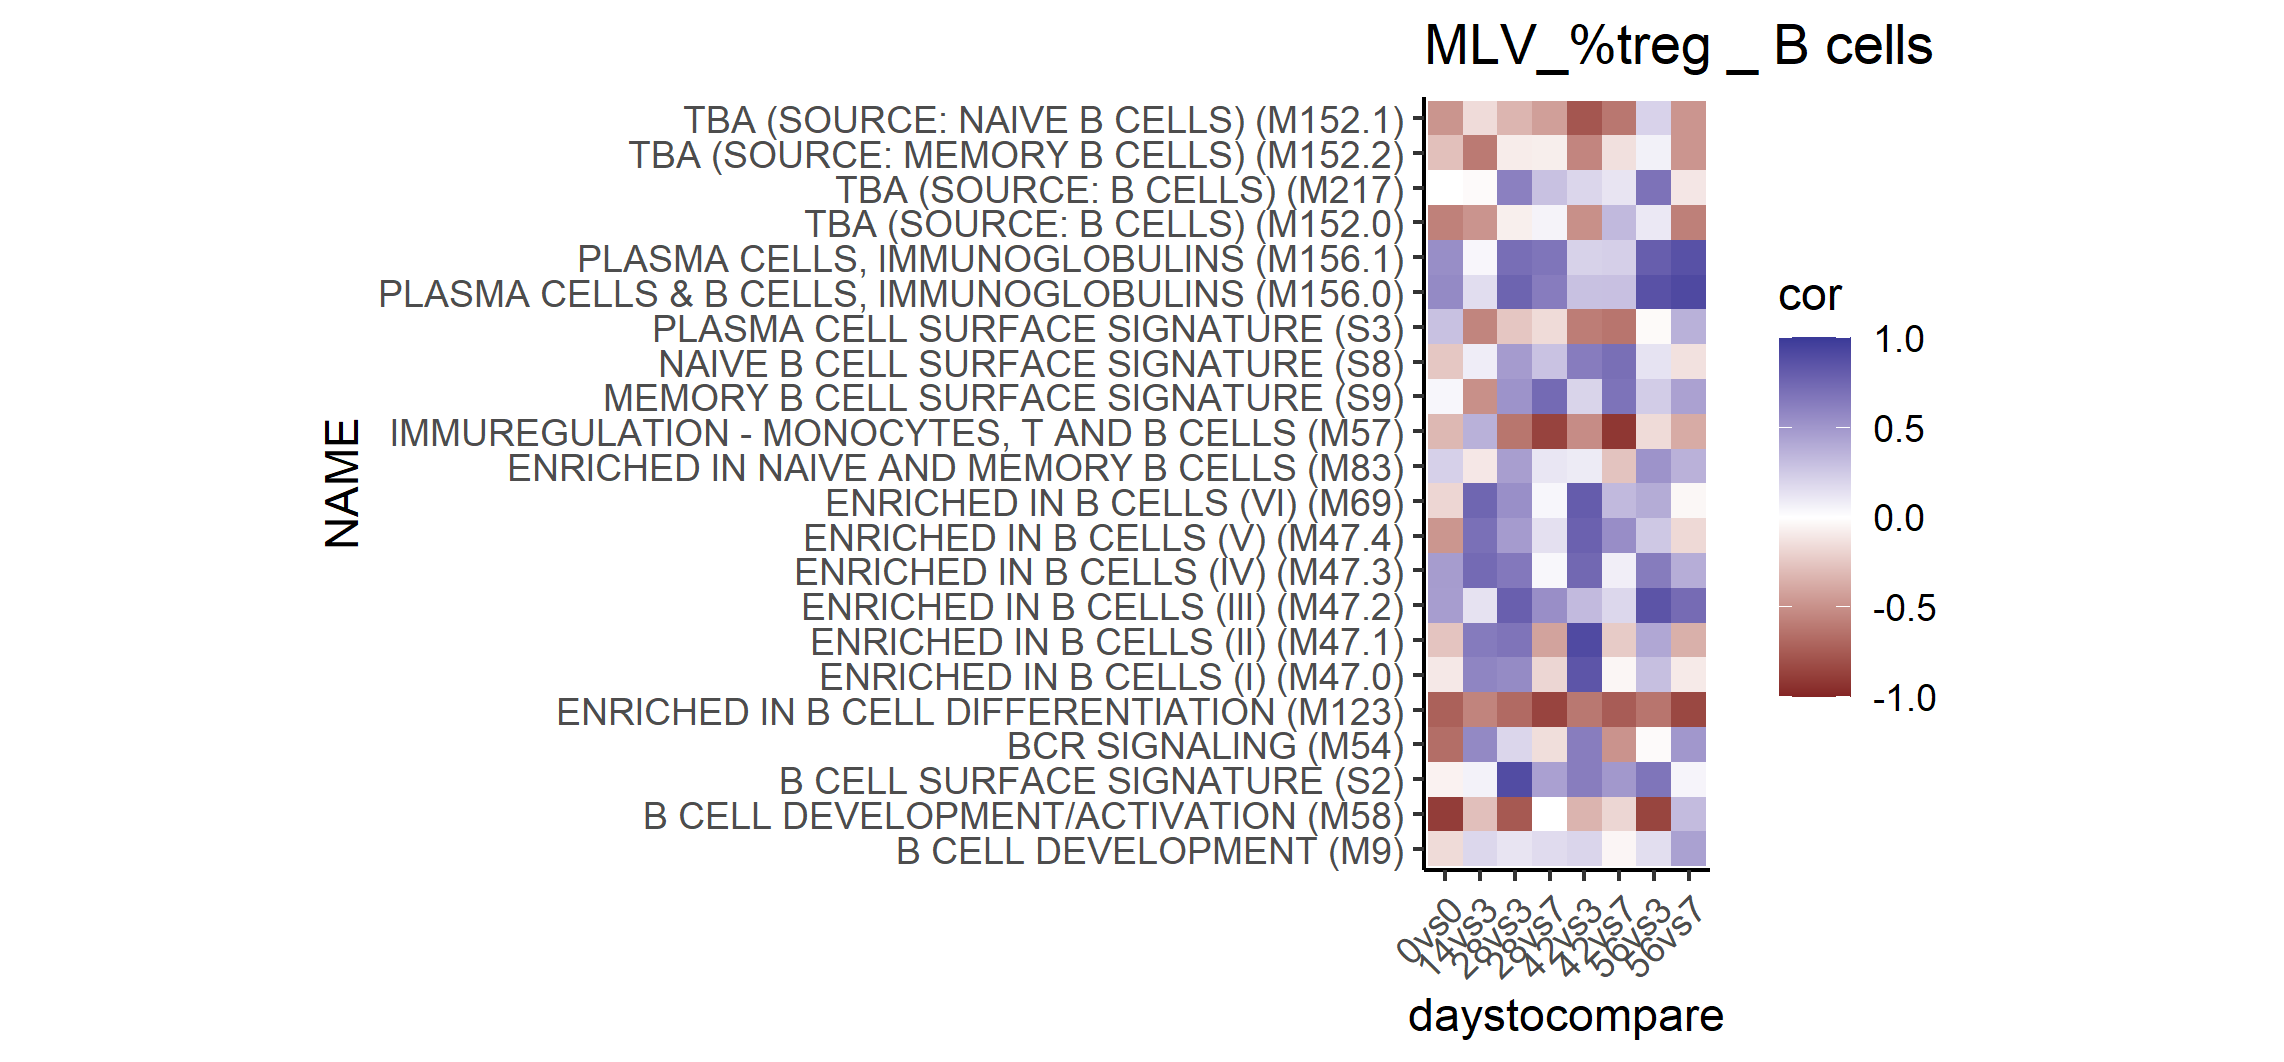 MLV_%treg _ B cells
TBA (SOURCE: NAIVE B CELLS) (M152.1)
TBA (SOURCE: MEMORY B CELLS) (M152.2)
TBA (SOURCE: B CELLS) (M217)
TBA (SOURCE: B CELLS) (M152.0)
PLASMA CELLS, IMMUNOGLOBULINS (M156.1)
PLASMA CELLS & B CELLS, IMMUNOGLOBULINS (M156.0)
PLASMA CELL SURFACE SIGNATURE (S3)
NAIVE B CELL SURFACE SIGNATURE (S8)
MEMORY B CELL SURFACE SIGNATURE (S9)
IMMUREGULATION - MONOCYTES, T AND B CELLS (M57)
ENRICHED IN NAIVE AND MEMORY B CELLS (M83)
ENRICHED IN B CELLS (VI) (M69)
ENRICHED IN B CELLS (V) (M47.4)
ENRICHED IN B CELLS (IV) (M47.3)
ENRICHED IN B CELLS (III) (M47.2)
ENRICHED IN B CELLS (II) (M47.1)
ENRICHED IN B CELLS (I) (M47.0)
ENRICHED IN B CELL DIFFERENTIATION (M123)
BCR SIGNALING (M54)
B CELL SURFACE SIGNATURE (S2)
B CELL DEVELOPMENT/ACTIVATION (M58)
B CELL DEVELOPMENT (M9)
NAME
0vs0
14vs3
28vs3
28vs7
42vs3
42vs7
56vs3
56vs7
daystocompare
cor
1.0
0.5
0.0
-0.5
-1.0